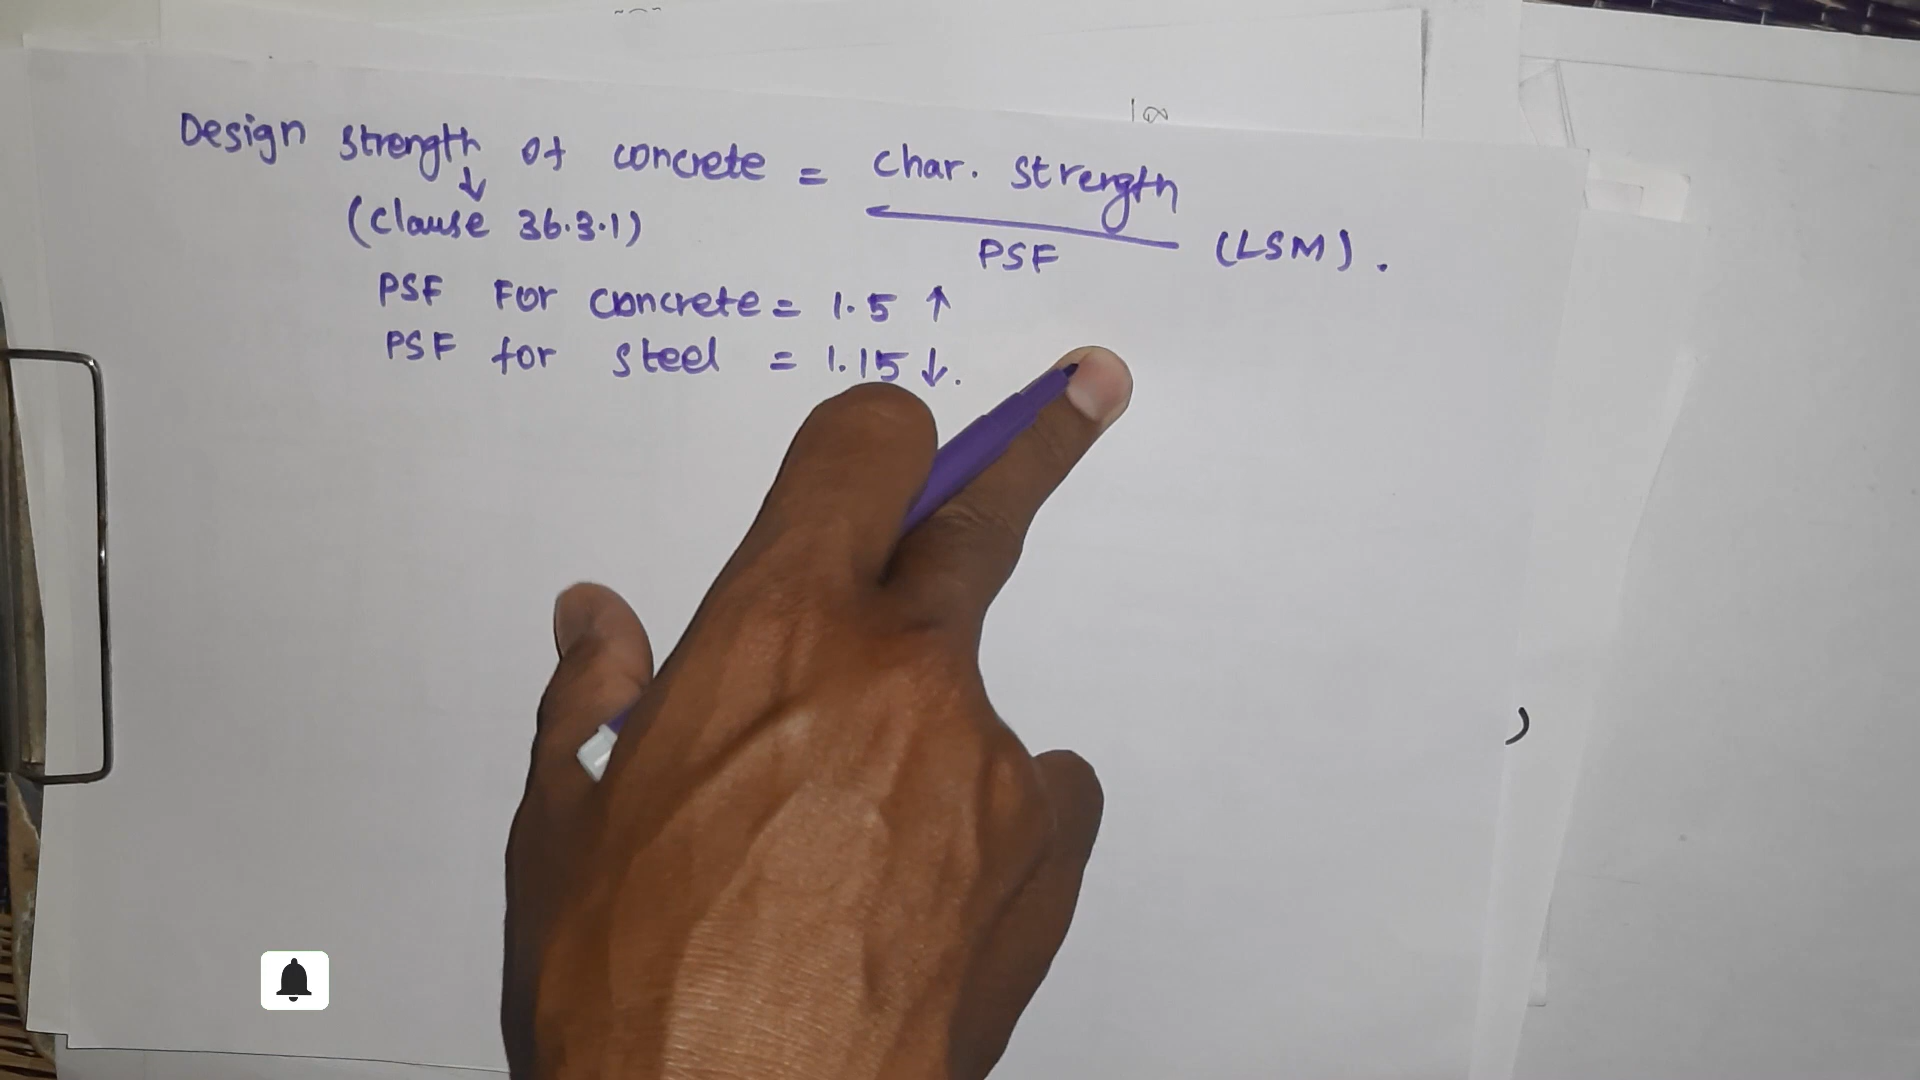 Design strength of concrete = char. strength
PSF (LSM).
(clause 36.3.1)
PSF For concrete = 1.5 ↑
PSF for steel = 1.15 ↓.